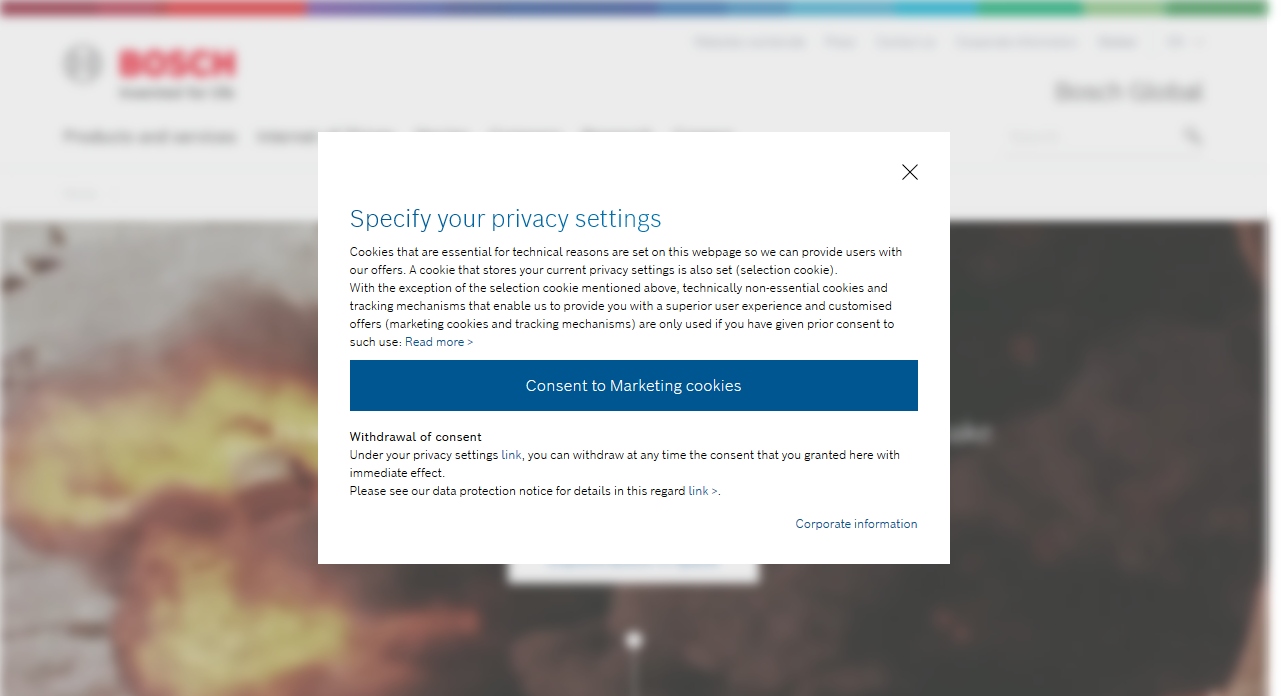 BOSCH
Invented for life
Bosch Global
Products and services
Specify your privacy settings
Cookies that are essential for technical reasons are set on this webpage so we can provide users with
our offers. A cookie that stores your current privacy settings is also set (selection cookie).
With the exception of the selection cookie mentioned above, technically non-essential cookies and
tracking mechanisms that enable us to provide you with a superior user experience and customised
offers (marketing cookies and tracking mechanisms) are only used if you have given prior consent to
such use: Read more >
Consent to Marketing cookies
Withdrawal of consent
Under your privacy settings link, you can withdraw at any time the consent that you granted here with
immediate effect.
Please see our data protection notice for details in this regard link >.
Corporate information